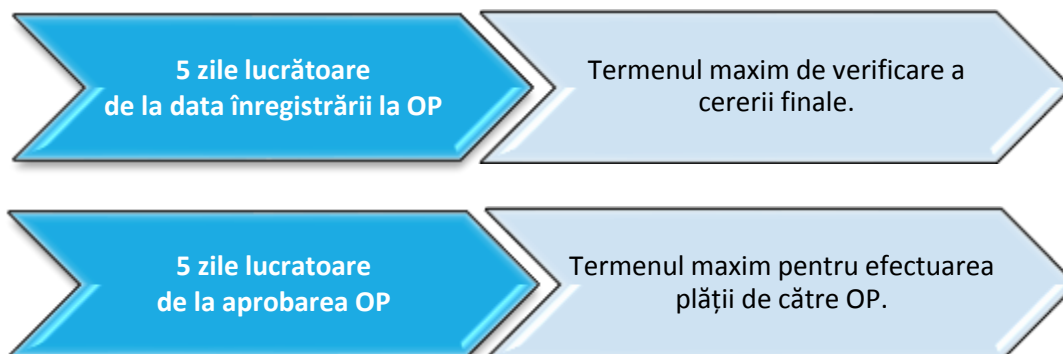 5 zile lucrătoare
de la data înregistrării la OP
Termenul maxim de verificare a
cererii finale.
5 zile lucratoare
de la aprobarea OP
Termenul maxim pentru efectuarea
plății de către OP.